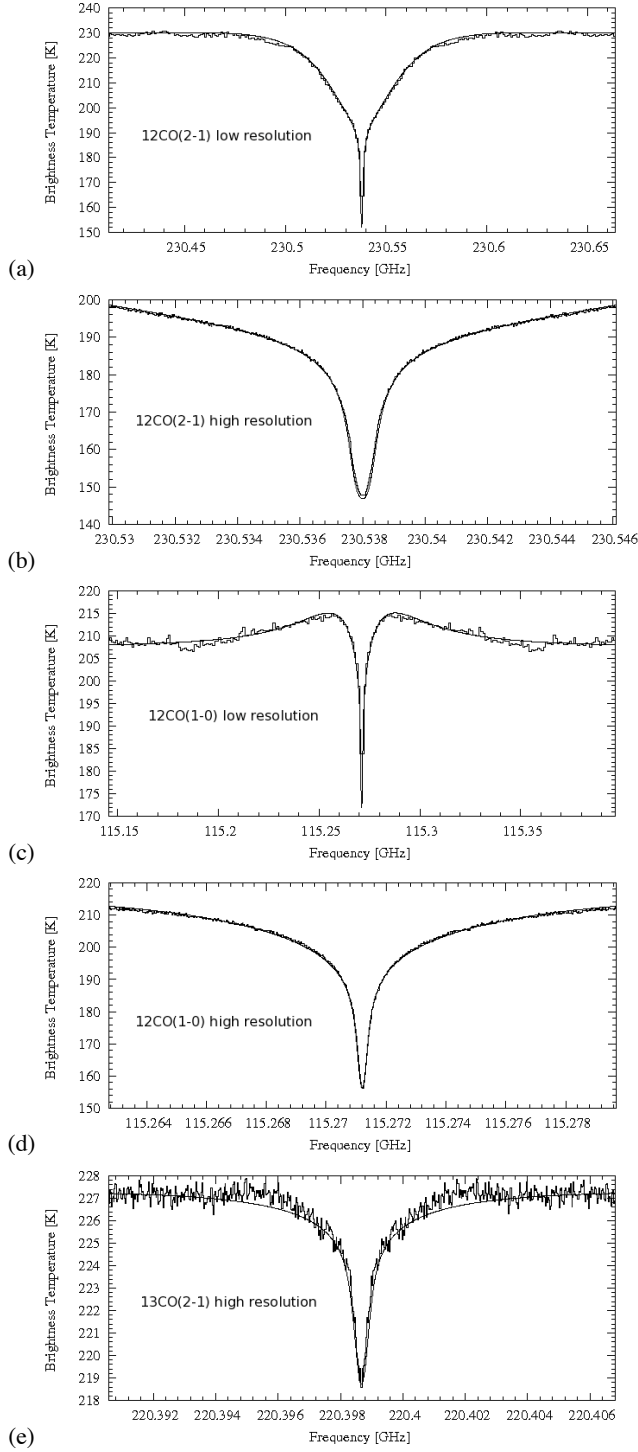 240
230
220
210
200
190
180
170
160
150
Brightness Temperature [K]
12CO(2-1) low resolution
230.45 230.5 230.55 230.6 230.65
Frequency [GHz]
(a)
200
190
180
170
160
150
140
Brightness Temperature [K]
12CO(2-1) high resolution
230.53 230.532 230.534 230.536 230.538 230.54 230.542 230.544 230.546
Frequency [GHz]
(b)
220
215
210
205
200
195
190
185
180
175
170
Brightness Temperature [K]
12CO(1-0) low resolution
115.15 115.2 115.25 115.3 115.35
Frequency [GHz]
(c)
220
210
200
190
180
170
160
150
Brightness Temperature [K]
12CO(1-0) high resolution
115.264 115.266 115.268 115.27 115.272 115.274 115.276 115.278
Frequency [GHz]
(d)
228
227
226
225
224
223
222
221
220
219
218
Brightness Temperature [K]
13CO(2-1) high resolution
220.392 220.394 220.396 220.398 220.4 220.402 220.404 220.406
Frequency [GHz]
(e)